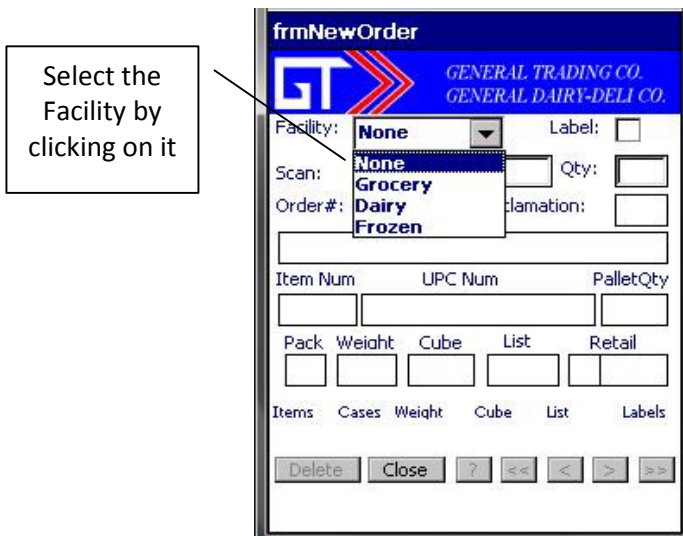 Select the
Facility by
clicking on it
frmNewOrder
GT GENERAL TRADING CO.
GENERAL DAIRY-DELI CO.
Facility: None Label:
None
Scan: Qty:
Grocery
Order#: Dairy clamation:
Frozen
Item Num UPC Num PalletQty
Pack Weight Cube List Retail
Items Cases Weight Cube List Labels
Delete Close ? << < > >>